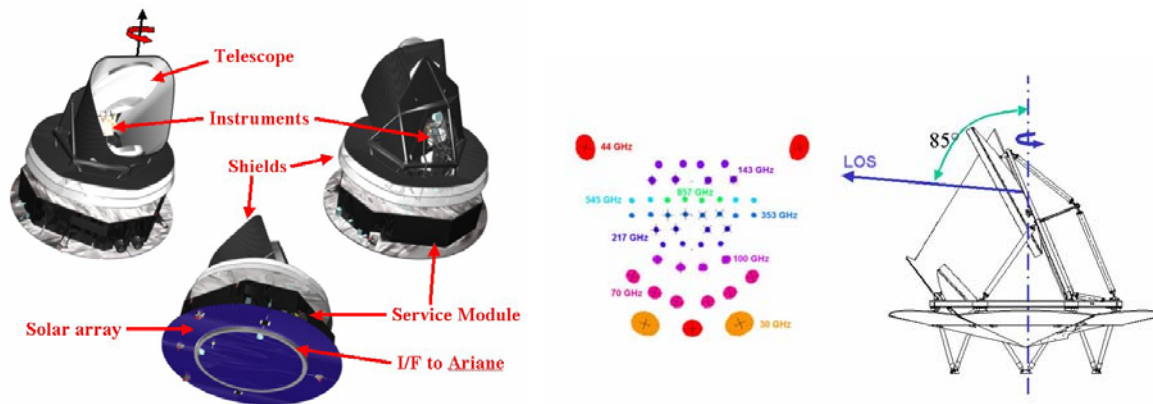 Telescope
Instruments
Shields
Service Module
Solar array
I/F to Ariane
44 GHz
143 GHz
857 GHz
545 GHz
353 GHz
217 GHz
100 GHz
70 GHz
30 GHz
85°
LOS